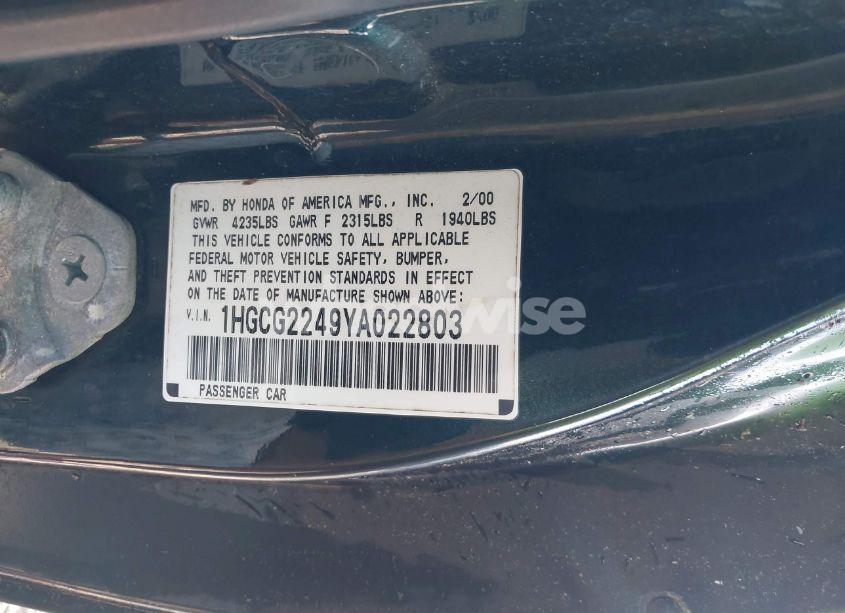 MFD. BY HONDA OF AMERICA MFG., INC. 2/00
GVWR 4235LBS GAWR F 2315LBS R 1940LBS
THIS VEHICLE CONFORMS TO ALL APPLICABLE
FEDERAL MOTOR VEHICLE SAFETY, BUMPER,
AND THEFT PREVENTION STANDARDS IN EFFECT
ON THE DATE OF MANUFACTURE SHOWN ABOVE:
V.I.N. 1HGCG2249YA022803
PASSENGER CAR